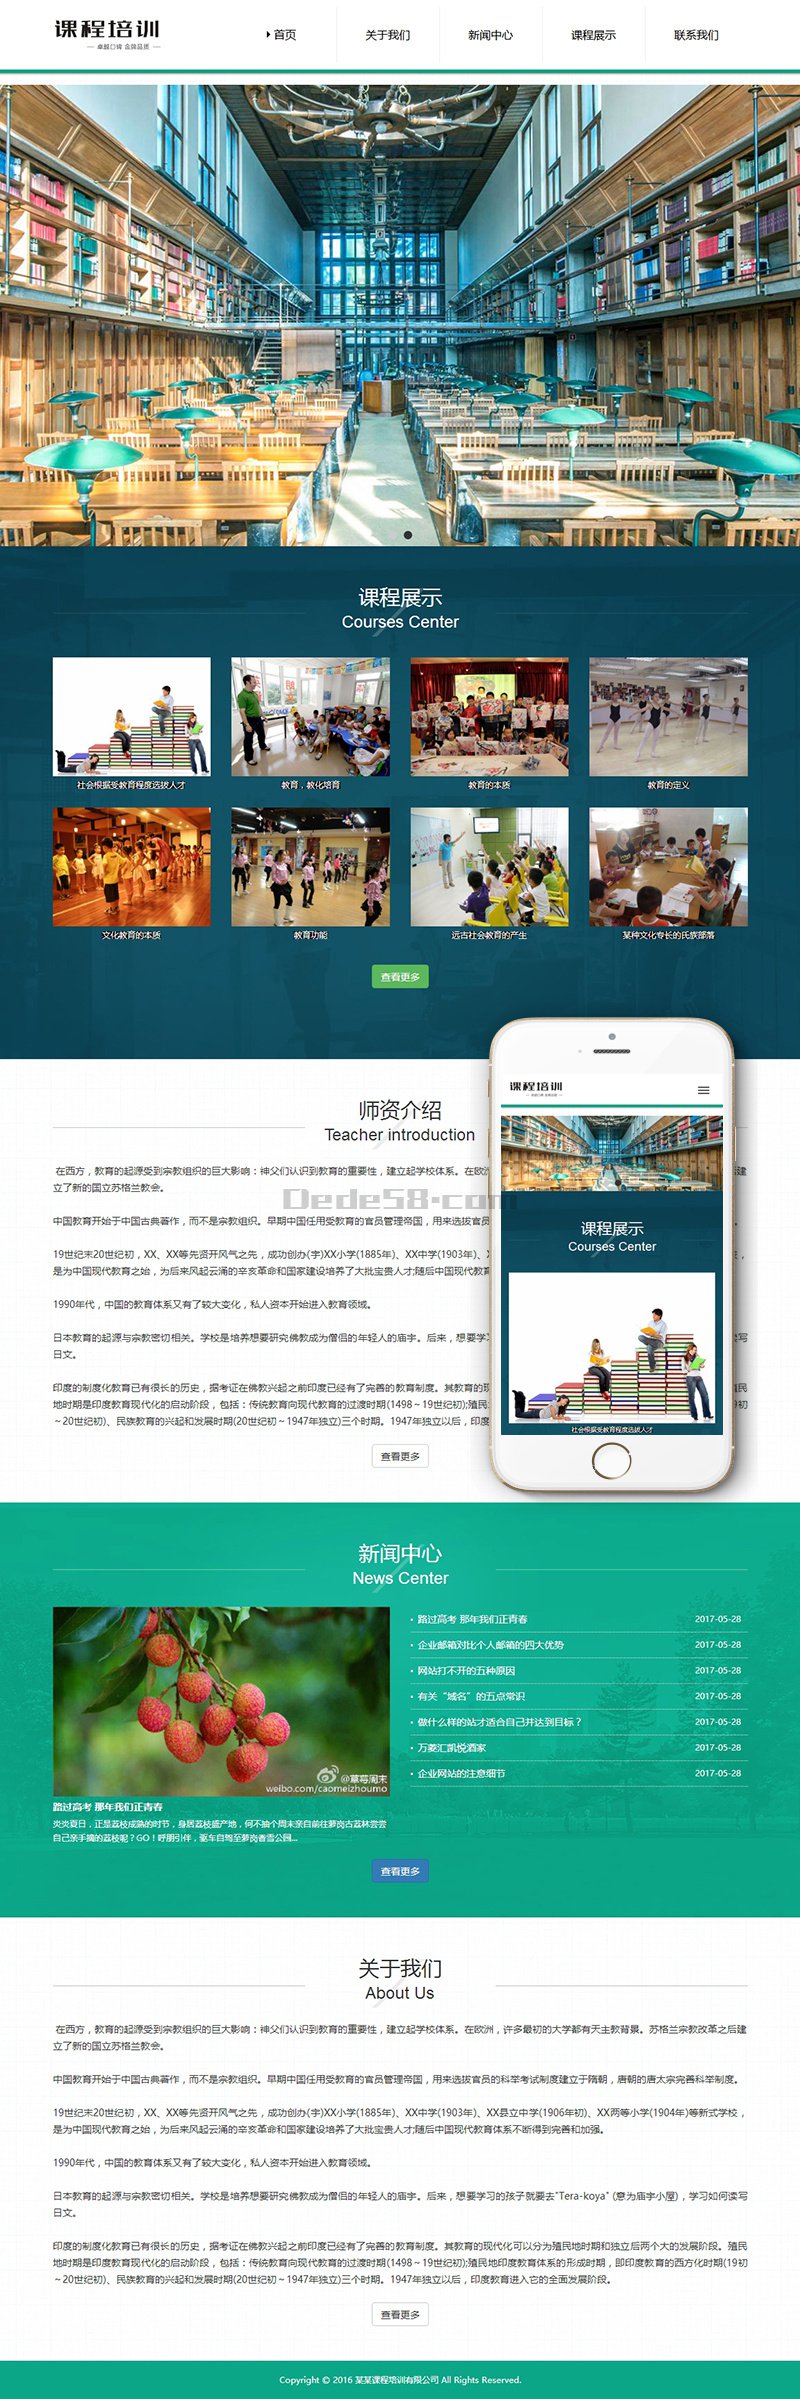 课程培训
卓越口碑 金牌品质
首页
关于我们
新闻中心
课程展示
联系我们
课程展示
Courses Center
社会根据受教育程度选拔人才
教育，教化培育
教育的本质
教育的定义
文化教育的本质
教育功能
远古社会教育的产生
某种文化专长的氏族部落
查看更多
师资介绍
Teacher introduction
在西方，教育的起源受到宗教组织的巨大影响：神父们认识到教育的重要性，建立起学校体系。在欧洲
建
立了新的国立苏格兰教会。
Dede58.com
中国教育开始于中国古典著作，而不是宗教组织。早期中国任用受教育的官员管理帝国，用来选拔官员
19世纪末20世纪初，XX、XX等先贤开风气之先，成功创办(宇)XX小学(1885年)、XX中学(1903年)、
是为中国现代教育之始，为后来风起云涌的辛亥革命和国家建设培养了大批宝贵人才;随后中国现代教育
1990年代，中国的教育体系又有了较大变化，私人资本开始进入教育领域。
日本教育的起源与宗教密切相关。学校是培养想要研究佛教成为僧侣的年轻人的庙宇。后来，想要学
读写
日文。
印度的制度化教育已有很长的历史，据考证在佛教兴起之前印度已经有了完善的教育制度。其教育的现
殖民
地时期是印度教育现代化的启动阶段，包括：传统教育向现代教育的过渡时期(1498～19世纪初);殖民
(19初
～20世纪初)、民族教育的兴起和发展时期(20世纪初～1947年独立)三个时期。1947年独立以后，印度
查看更多
课程培训
卓越口碑 金牌品质
课程展示
Courses Center
社会根据受教育程度选拔人才
新闻中心
News Center
@草莓周末
weibo.com/caomeizhoumo
路过高考 那年我们正青春
炎炎夏日，正是荔枝成熟的时节，身居荔枝盛产地，何不抽个周末亲自前往萝岗古荔林尝尝
自己亲手摘的荔枝呢？GO！呼朋引伴，驱车自驾至萝岗香雪公园...
路过高考 那年我们正青春 2017-05-28
企业邮箱对比个人邮箱的四大优势 2017-05-28
网站打不开的五种原因 2017-05-28
有关“域名”的五点常识 2017-05-28
做什么样的站才适合自己并达到目标？ 2017-05-28
万菱汇凯悦酒家 2017-05-28
企业网站的注意细节 2017-05-28
查看更多
关于我们
About Us
在西方，教育的起源受到宗教组织的巨大影响：神父们认识到教育的重要性，建立起学校体系。在欧洲，许多最初的大学都有天主教背景。苏格兰宗教改革之后建
立了新的国立苏格兰教会。
中国教育开始于中国古典著作，而不是宗教组织。早期中国任用受教育的官员管理帝国，用来选拔官员的科举考试制度建立于隋朝，唐朝的唐太宗完善科举制度。
19世纪末20世纪初，XX、XX等先贤开风气之先，成功创办(宇)XX小学(1885年)、XX中学(1903年)、XX县立中学(1906年初)、XX两等小学(1904年)等新式学校，
是为中国现代教育之始，为后来风起云涌的辛亥革命和国家建设培养了大批宝贵人才;随后中国现代教育体系不断得到完善和加强。
1990年代，中国的教育体系又有了较大变化，私人资本开始进入教育领域。
日本教育的起源与宗教密切相关。学校是培养想要研究佛教成为僧侣的年轻人的庙宇。后来，想要学习的孩子就要去"Tera-koya" (意为庙宇小屋)，学习如何读写
日文。
印度的制度化教育已有很长的历史，据考证在佛教兴起之前印度已经有了完善的教育制度。其教育的现代化可以分为殖民地时期和独立后两个大的发展阶段。殖民
地时期是印度教育现代化的启动阶段，包括：传统教育向现代教育的过渡时期(1498～19世纪初);殖民地印度教育体系的形成时期，即印度教育的西方化时期(19初
～20世纪初)、民族教育的兴起和发展时期(20世纪初～1947年独立)三个时期。1947年独立以后，印度教育进入它的全面发展阶段。
查看更多
Copyright © 2016 某某课程培训有限公司 All Rights Reserved.